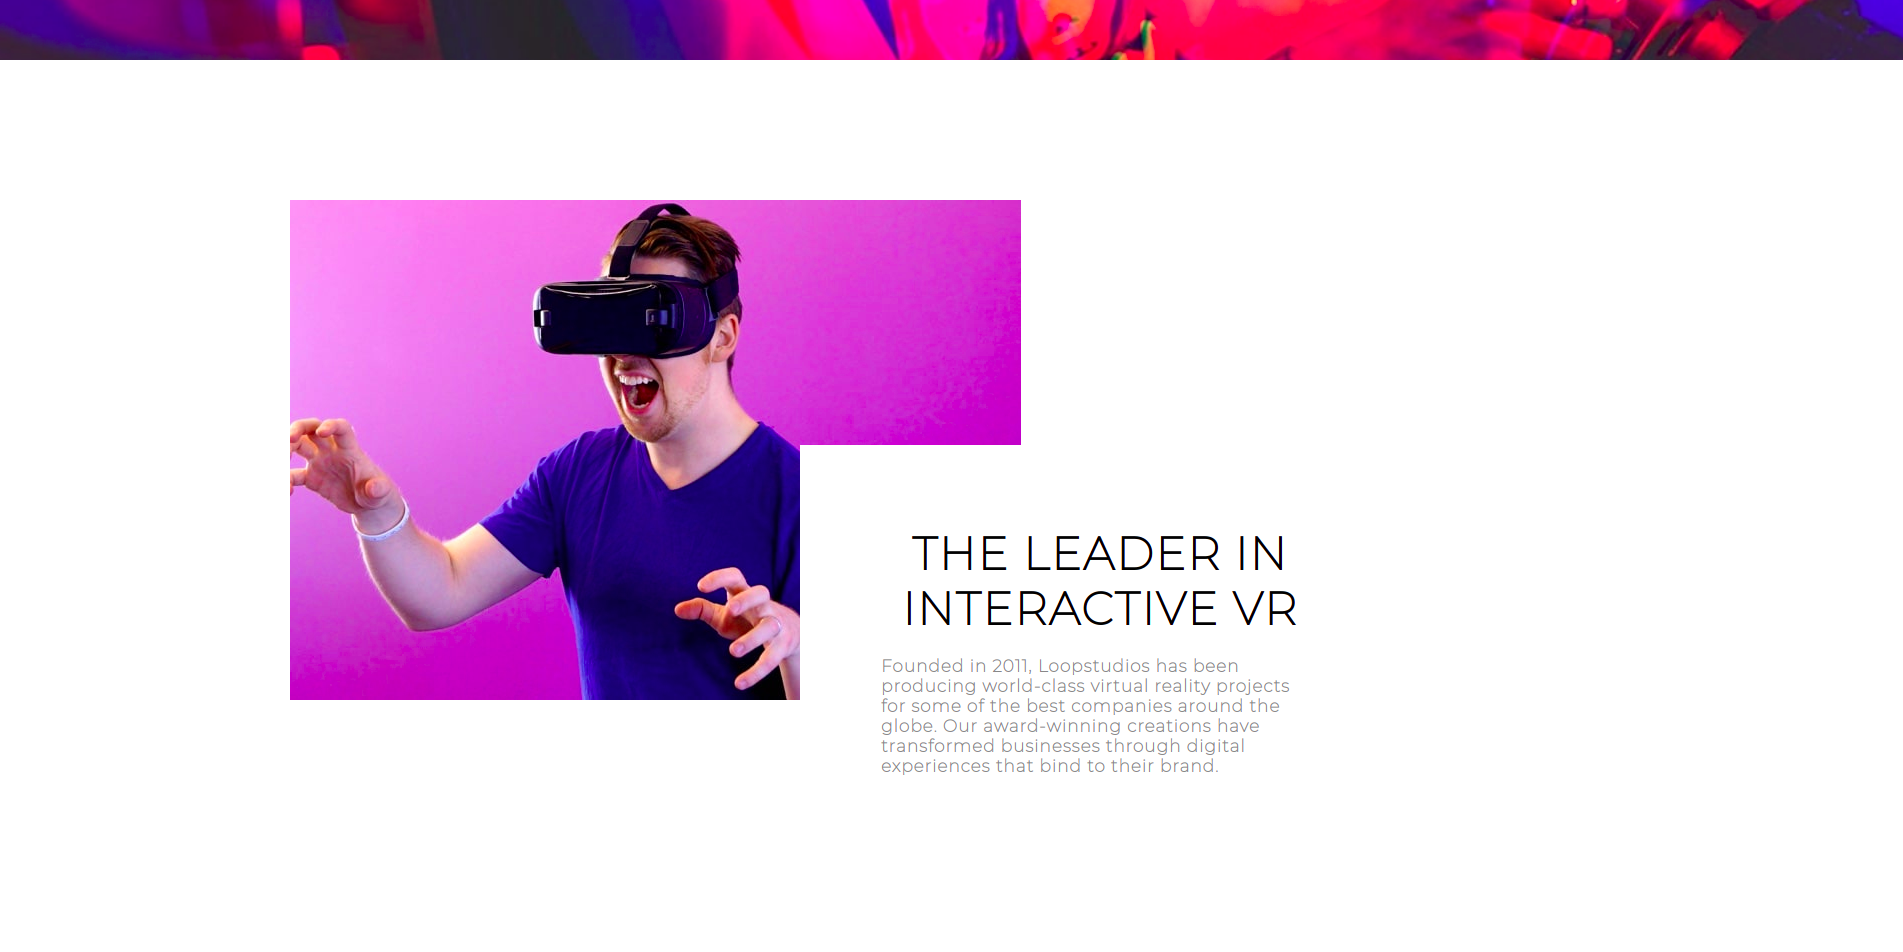 THE LEADER IN
INTERACTIVE VR
Founded in 2011, Loopstudios has been
producing world-class virtual reality projects
for some of the best companies around the
globe. Our award-winning creations have
transformed businesses through digital
experiences that bind to their brand.